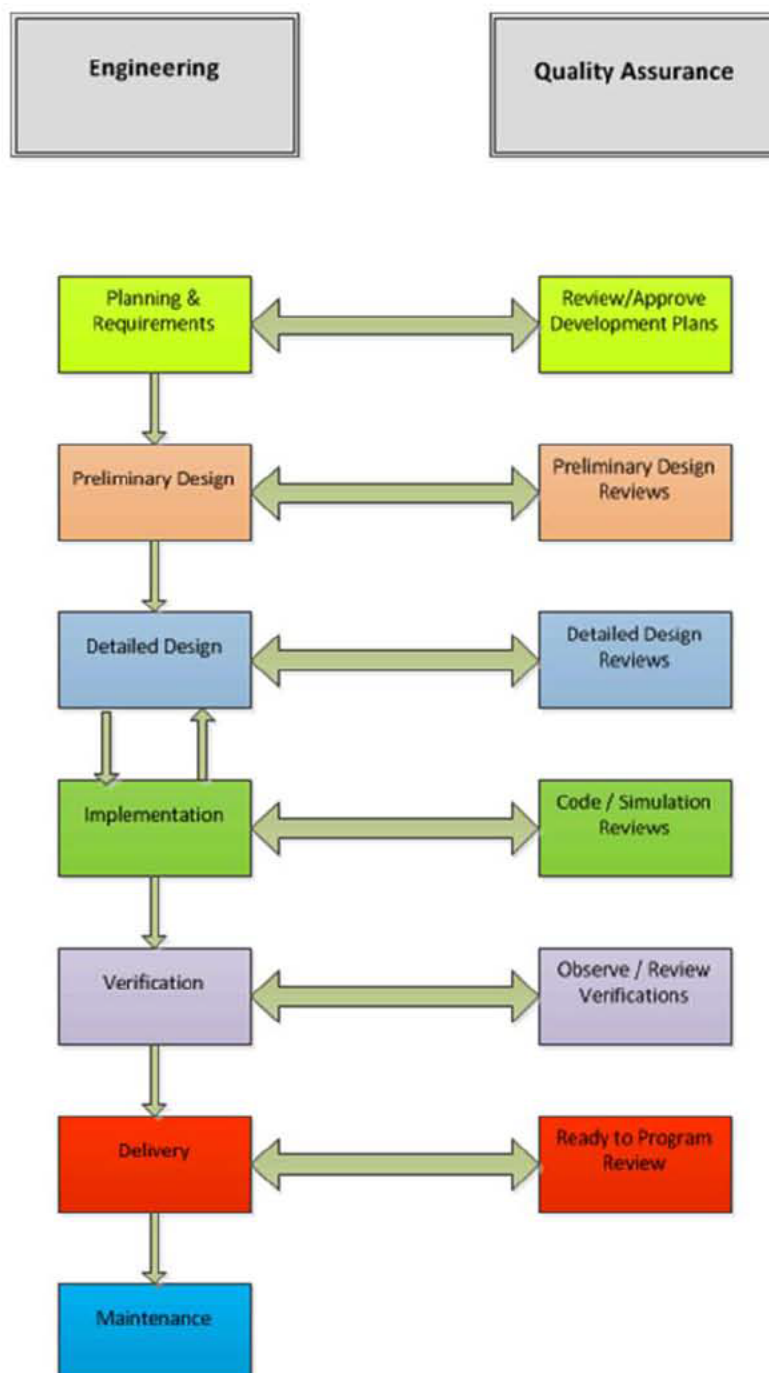 Engineering
Quality Assurance
Planning &
Requirements
Review/Approve
Development Plans
Preliminary Design
Preliminary Design
Reviews
Detailed Design
Detailed Design
Reviews
Implementation
Code / Simulation
Reviews
Verification
Observe / Review
Verifications
Delivery
Ready to Program
Review
Maintenance